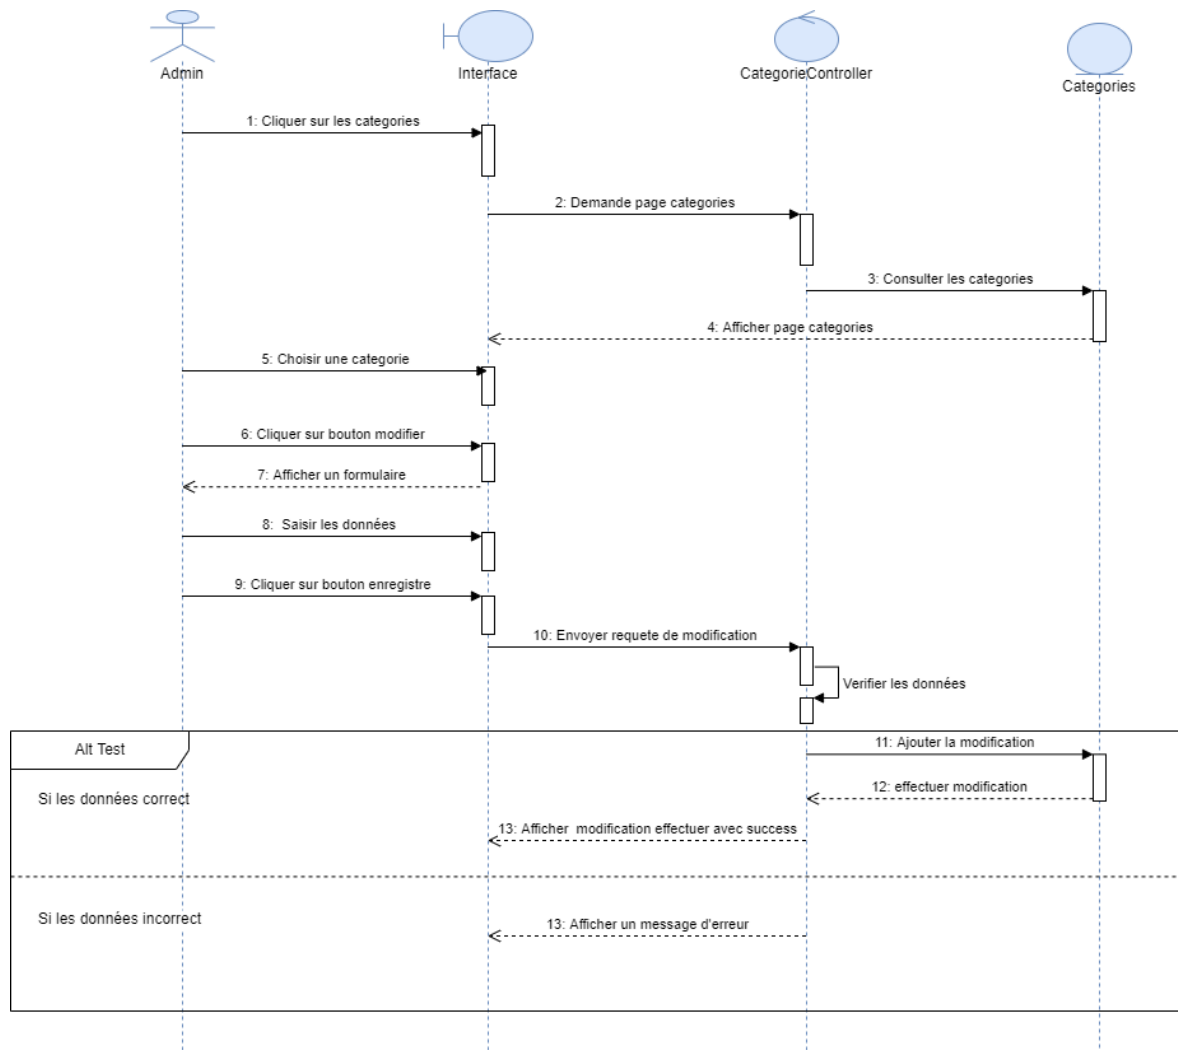 Admin
Interface
CategorieController
Categories
1: Cliquer sur les categories
2: Demande page categories
3: Consulter les categories
4: Afficher page categories
5: Choisir une categorie
6: Cliquer sur bouton modifier
7: Afficher un formulaire
8: Saisir les données
9: Cliquer sur bouton enregistre
10: Envoyer requete de modification
Verifier les données
Alt Test
11: Ajouter la modification
Si les données correct
12: effectuer modification
13: Afficher modification effectuer avec success
Si les données incorrect
13: Afficher un message d'erreur